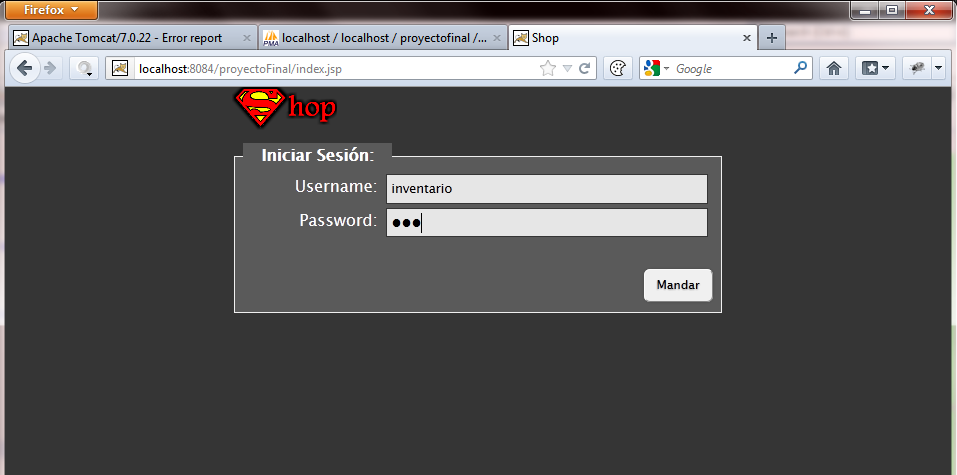 Firefox
Apache Tomcat/7.0.22 - Error report
localhost / localhost / proyectofinal /...
Shop
localhost:8084/proyectoFinal/index.jsp
Google
Shop
Iniciar Sesión:
Username: inventario
Password:
Mandar